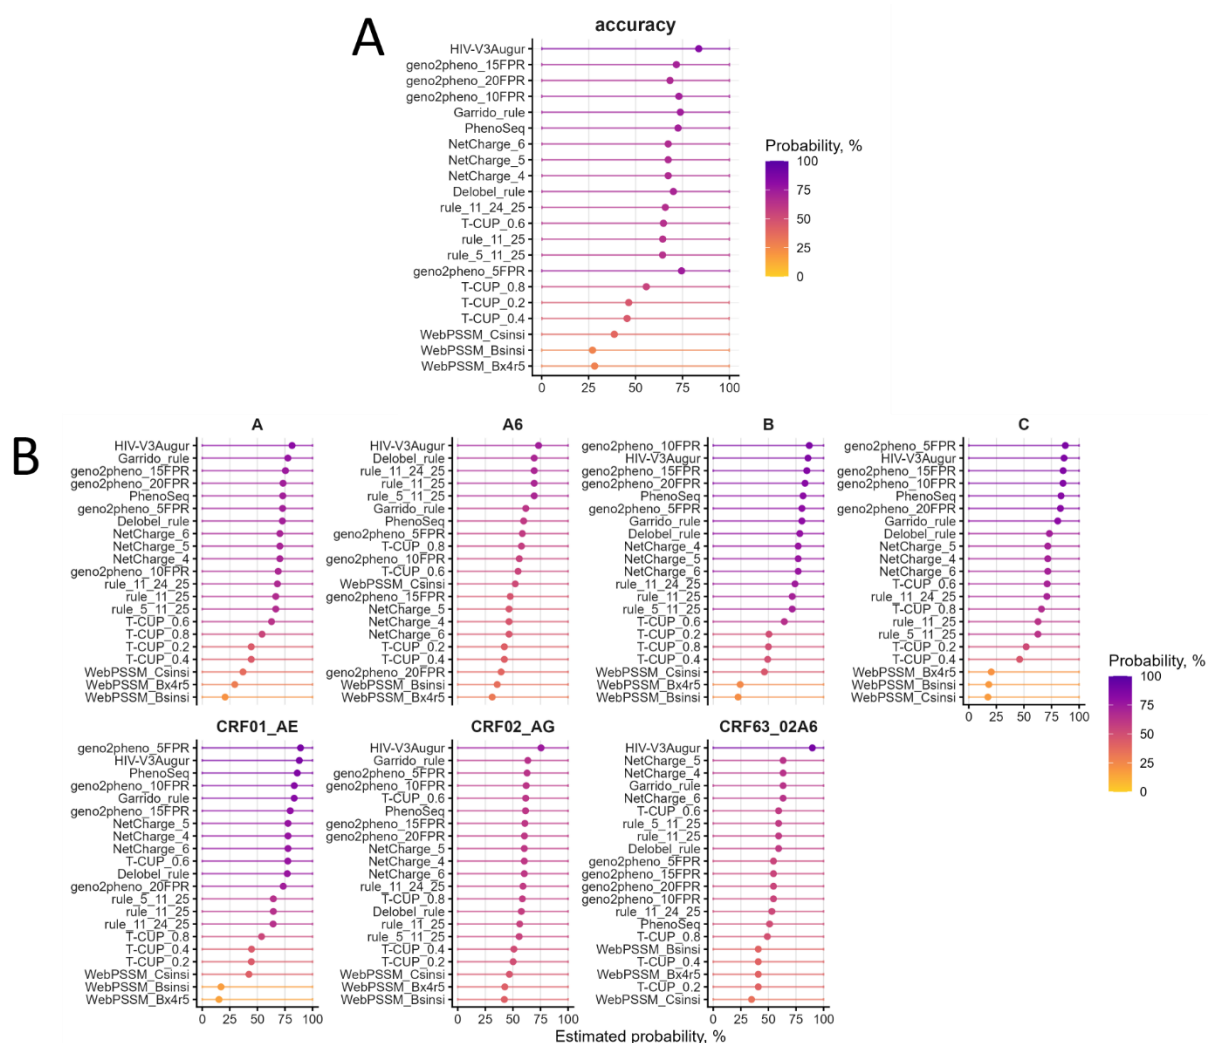 A
accuracy
HIV-V3Augur
geno2pheno_15FPR
geno2pheno_20FPR
geno2pheno_10FPR
Garrido_rule
PhenoSeq
NetCharge_6
NetCharge_5
NetCharge_4
Delobel_rule
rule_11_24_25
T-CUP_0.6
rule_11_25
rule_5_11_25
geno2pheno_5FPR
T-CUP_0.8
T-CUP_0.2
T-CUP_0.4
WebPSSM_Csinsi
WebPSSM_Bsinsi
WebPSSM_Bx4r5
0 25 50 75 100
Probability, %
100
75
50
25
0
B
A
HIV-V3Augur
Garrido_rule
geno2pheno_15FPR
geno2pheno_20FPR
PhenoSeq
geno2pheno_5FPR
Delobel_rule
NetCharge_6
NetCharge_5
NetCharge_4
geno2pheno_10FPR
rule_11_24_25
rule_11_25
rule_5_11_25
T-CUP_0.6
T-CUP_0.8
T-CUP_0.2
T-CUP_0.4
WebPSSM_Csinsi
WebPSSM_Bx4r5
WebPSSM_Bsinsi
A6
HIV-V3Augur
Delobel_rule
rule_11_24_25
rule_11_25
rule_5_11_25
Garrido_rule
PhenoSeq
geno2pheno_5FPR
T-CUP_0.8
geno2pheno_10FPR
T-CUP_0.6
WebPSSM_Csinsi
geno2pheno_15FPR
NetCharge_5
NetCharge_4
NetCharge_6
T-CUP_0.2
T-CUP_0.4
geno2pheno_20FPR
WebPSSM_Bsinsi
WebPSSM_Bx4r5
B
geno2pheno_10FPR
HIV-V3Augur
geno2pheno_15FPR
geno2pheno_20FPR
PhenoSeq
geno2pheno_5FPR
Garrido_rule
Delobel_rule
NetCharge_4
NetCharge_5
NetCharge_6
rule_11_24_25
rule_11_25
rule_5_11_25
T-CUP_0.6
T-CUP_0.2
T-CUP_0.8
T-CUP_0.4
WebPSSM_Csinsi
WebPSSM_Bx4r5
WebPSSM_Bsinsi
C
geno2pheno_5FPR
HIV-V3Augur
geno2pheno_15FPR
geno2pheno_10FPR
PhenoSeq
geno2pheno_20FPR
Garrido_rule
Delobel_rule
NetCharge_5
NetCharge_4
NetCharge_6
T-CUP_0.6
rule_11_24_25
T-CUP_0.8
rule_11_25
rule_5_11_25
T-CUP_0.2
T-CUP_0.4
WebPSSM_Bx4r5
WebPSSM_Bsinsi
WebPSSM_Csinsi
0 25 50 75 100
Probability, %
100
75
50
25
0
CRF01_AE
geno2pheno_5FPR
HIV-V3Augur
PhenoSeq
geno2pheno_10FPR
Garrido_rule
geno2pheno_15FPR
NetCharge_5
NetCharge_4
NetCharge_6
T-CUP_0.6
Delobel_rule
geno2pheno_20FPR
rule_5_11_25
rule_11_25
rule_11_24_25
T-CUP_0.8
T-CUP_0.4
T-CUP_0.2
WebPSSM_Csinsi
WebPSSM_Bsinsi
WebPSSM_Bx4r5
0 25 50 75 100
CRF02_AG
HIV-V3Augur
Garrido_rule
geno2pheno_5FPR
geno2pheno_10FPR
T-CUP_0.6
PhenoSeq
geno2pheno_15FPR
geno2pheno_20FPR
NetCharge_5
NetCharge_4
NetCharge_6
rule_11_24_25
T-CUP_0.8
Delobel_rule
rule_11_25
rule_5_11_25
T-CUP_0.4
T-CUP_0.2
WebPSSM_Csinsi
WebPSSM_Bx4r5
WebPSSM_Bsinsi
0 25 50 75 100
CRF63_02A6
HIV-V3Augur
NetCharge_5
NetCharge_4
Garrido_rule
NetCharge_6
T-CUP_0.6
rule_5_11_25
rule_11_25
Delobel_rule
geno2pheno_5FPR
geno2pheno_15FPR
geno2pheno_20FPR
geno2pheno_10FPR
rule_11_24_25
PhenoSeq
T-CUP_0.8
WebPSSM_Bsinsi
T-CUP_0.4
WebPSSM_Bx4r5
T-CUP_0.2
WebPSSM_Csinsi
0 25 50 75 100
Estimated probability, %